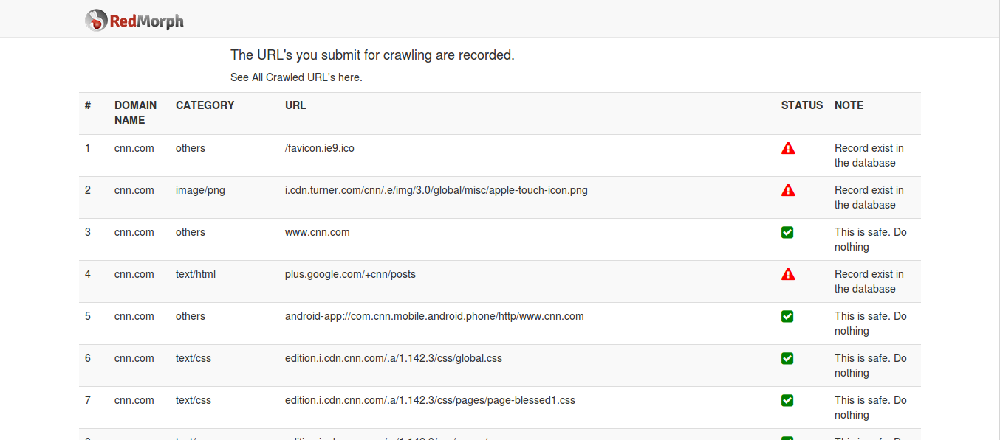 RedMorph
The URL's you submit for crawling are recorded.
See All Crawled URL's here.
# DOMAIN NAME CATEGORY URL STATUS NOTE
1 cnn.com others /favicon.ie9.ico Record exist in the database
2 cnn.com image/png i.cdn.turner.com/cnn/.e/img/3.0/global/misc/apple-touch-icon.png Record exist in the database
3 cnn.com others www.cnn.com This is safe. Do nothing
4 cnn.com text/html plus.google.com/+cnn/posts Record exist in the database
5 cnn.com others android-app://com.cnn.mobile.android.phone/http/www.cnn.com This is safe. Do nothing
6 cnn.com text/css edition.i.cdn.cnn.com/.a/1.142.3/css/global.css This is safe. Do nothing
7 cnn.com text/css edition.i.cdn.cnn.com/.a/1.142.3/css/pages/page-blessed1.css This is safe. Do nothing